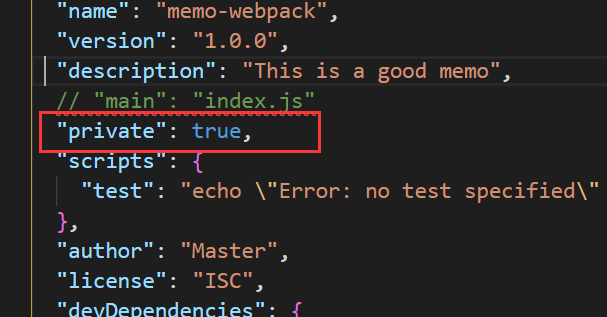 "name": "memo-webpack",
"version": "1.0.0",
"description": "This is a good memo",
// "main": "index.js"
"private": true,
"scripts": {
"test": "echo \"Error: no test specified\"
},
"author": "Master",
"license": "ISC",
"devDependencies": {